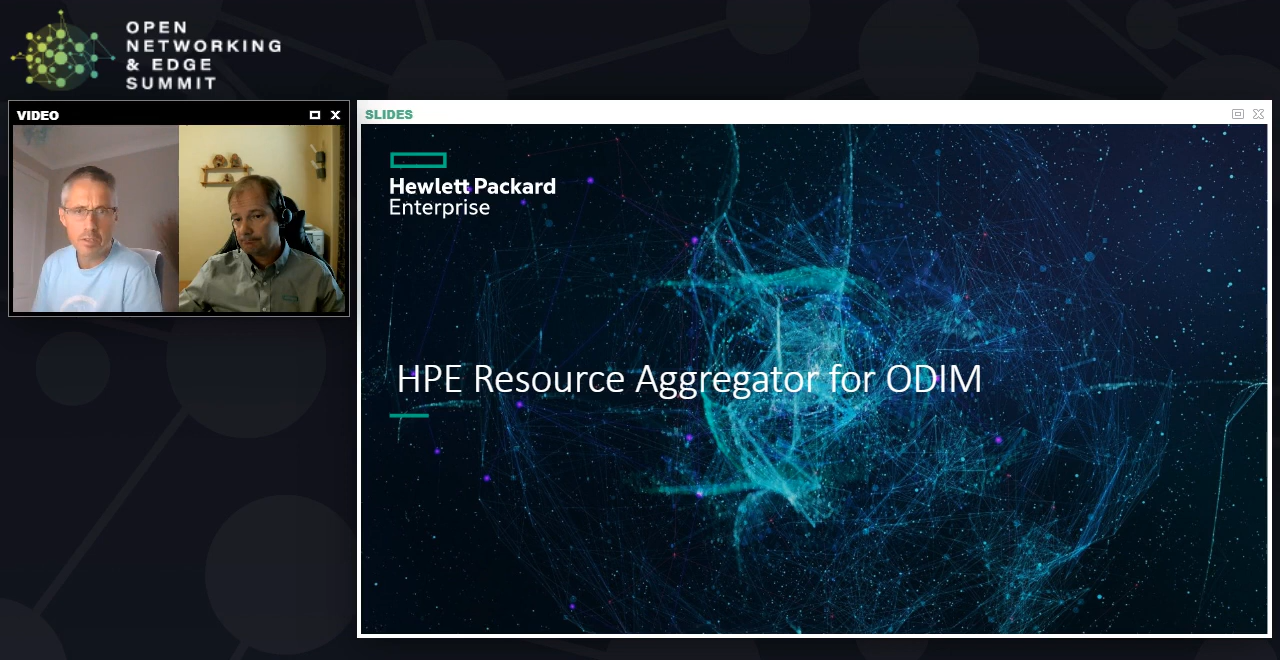 OPEN
NETWORKING
& EDGE
SUMMIT
VIDEO
SLIDES
Hewlett Packard
Enterprise
HPE Resource Aggregator for ODIM